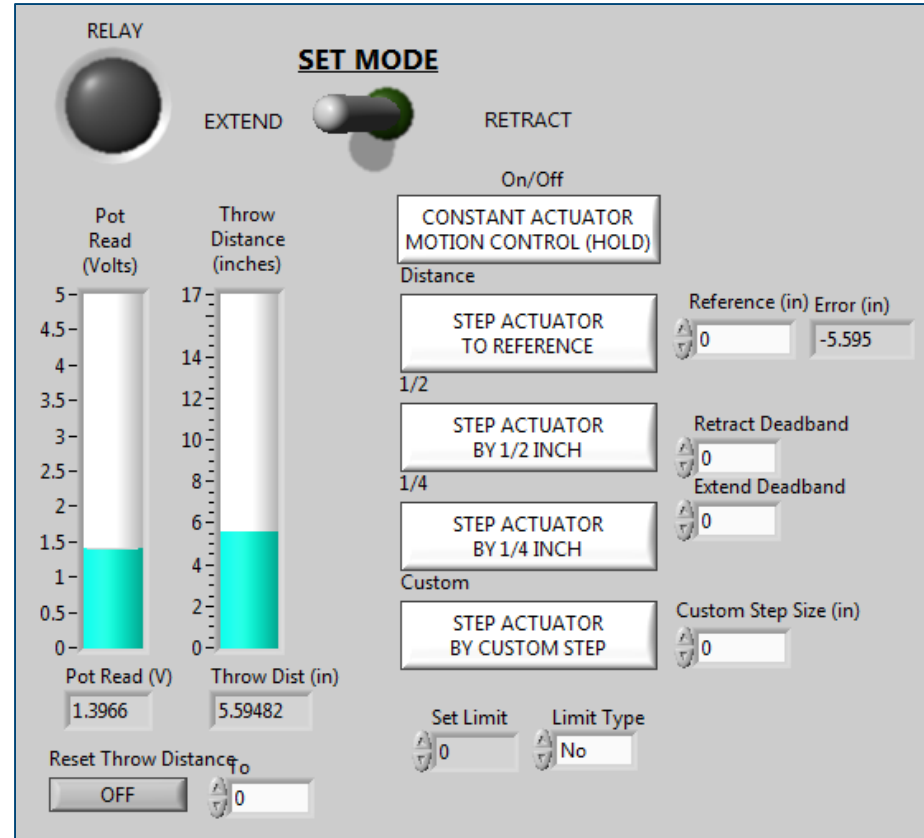 RELAY
SET MODE
EXTEND
RETRACT
On/Off
CONSTANT ACTUATOR
MOTION CONTROL (HOLD)
Pot
Read
(Volts)
Throw
Distance
(inches)
5
4.5
4
3.5
3
2.5
2
1.5
1
0.5
0
17
14
12
10
8
6
4
2
0
Distance
STEP ACTUATOR
TO REFERENCE
Reference (in)
0
Error (in)
-5.595
1/2
STEP ACTUATOR
BY 1/2 INCH
Retract Deadband
0
1/4
STEP ACTUATOR
BY 1/4 INCH
Extend Deadband
0
Custom
STEP ACTUATOR
BY CUSTOM STEP
Custom Step Size (in)
0
Pot Read (V)
1.3966
Throw Dist (in)
5.59482
Set Limit
0
Limit Type
No
Reset Throw Distance
OFF
To
0